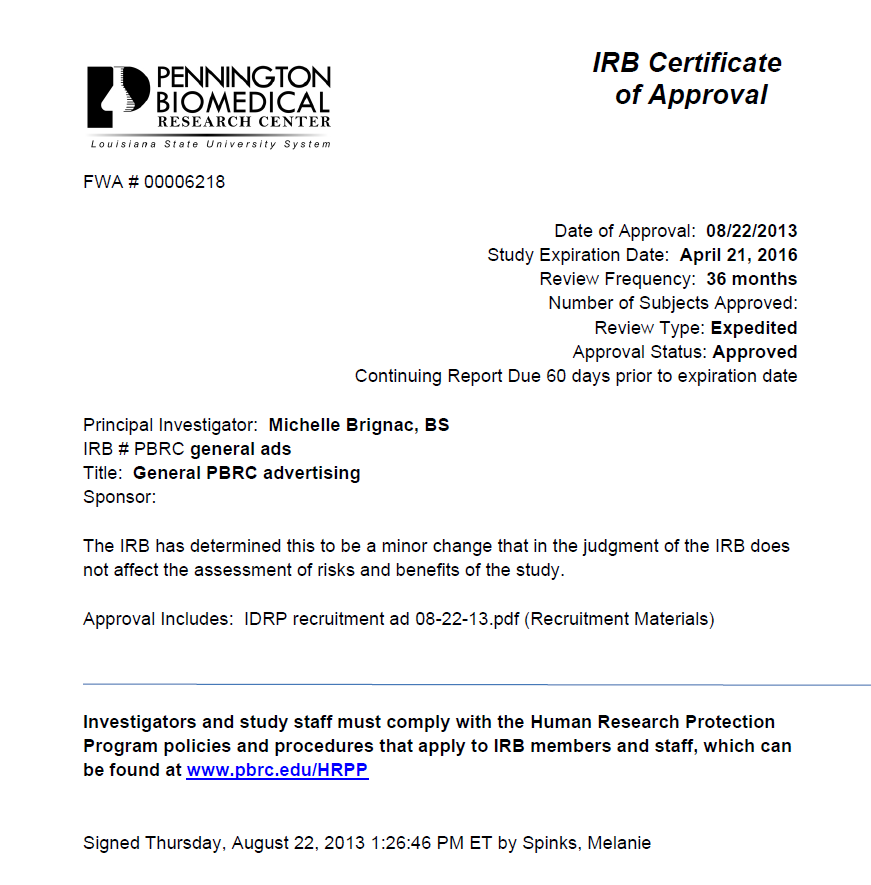 PENNINGTON
BIOMEDICAL
RESEARCH CENTER
Louisiana State University System
IRB Certificate
of Approval
FWA # 00006218
Date of Approval: 08/22/2013
Study Expiration Date: April 21, 2016
Review Frequency: 36 months
Number of Subjects Approved:
Review Type: Expedited
Approval Status: Approved
Continuing Report Due 60 days prior to expiration date
Principal Investigator: Michelle Brignac, BS
IRB # PBRC general ads
Title: General PBRC advertising
Sponsor:
The IRB has determined this to be a minor change that in the judgment of the IRB does
not affect the assessment of risks and benefits of the study.
Approval Includes: IDRP recruitment ad 08-22-13.pdf (Recruitment Materials)
Investigators and study staff must comply with the Human Research Protection
Program policies and procedures that apply to IRB members and staff, which can
be found at www.pbrc.edu/HRPP
Signed Thursday, August 22, 2013 1:26:46 PM ET by Spinks, Melanie